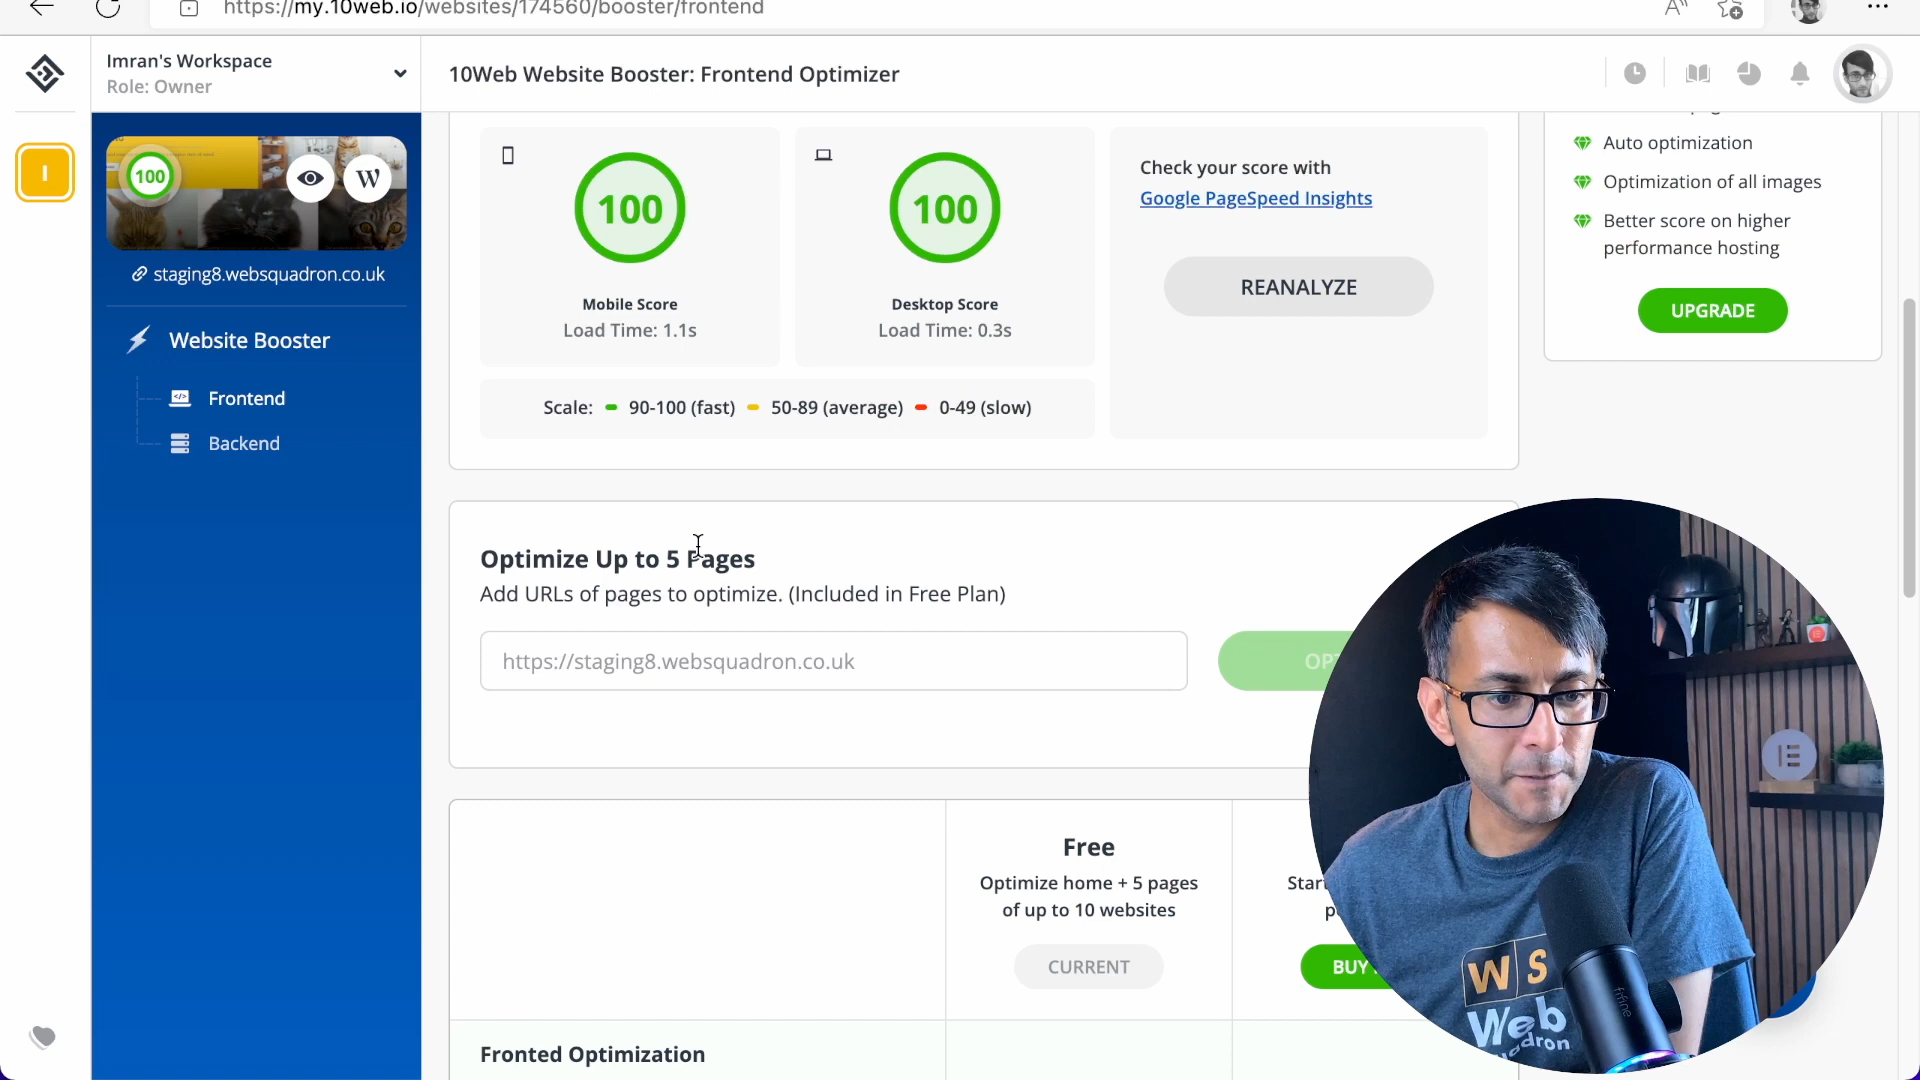 https://my.10web.io/websites/174560/booster/frontend
Imran's Workspace
Role: Owner
10Web Website Booster: Frontend Optimizer
I
100
W
staging8.websquadron.co.uk
Website Booster
Frontend
Backend
100
Mobile Score
Load Time: 1.1s
100
Desktop Score
Load Time: 0.3s
Check your score with
Google PageSpeed Insights
REANALYZE
Scale: 90-100 (fast) 50-89 (average) 0-49 (slow)
Auto optimization
Optimization of all images
Better score on higher
performance hosting
UPGRADE
Optimize Up to 5 Pages
Add URLs of pages to optimize. (Included in Free Plan)
https://staging8.websquadron.co.uk
Free
Optimize home + 5 pages
of up to 10 websites
CURRENT
BUY
Fronted Optimization
WS
Web
fifine